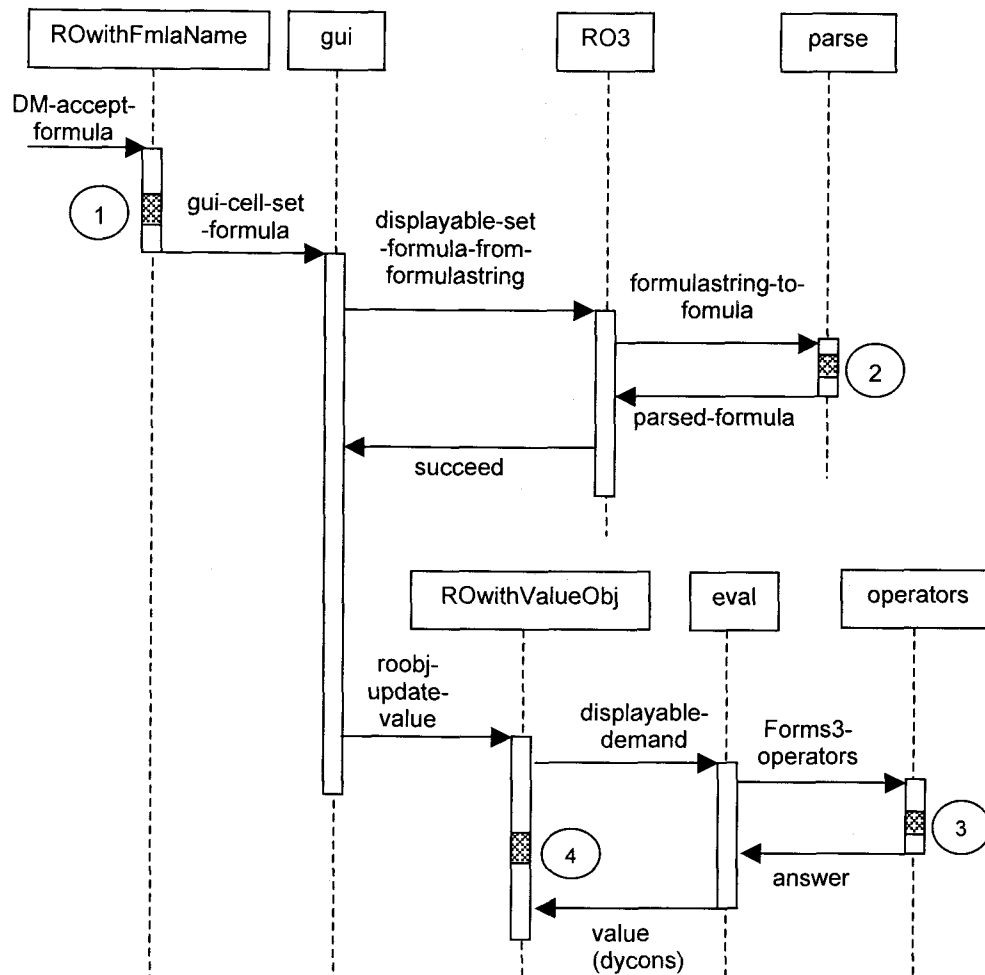 ROwithFmlaName
gui
RO3
parse
DM-accept-
formula
1
gui-cell-set
-formula
displayable-set
-formula-from-
formulastring
formulastring-to-
fomula
2
parsed-formula
succeed
ROwithValueObj
eval
operators
roobj-
update-
value
displayable-
demand
Forms3-
operators
3
4
answer
value
(dycons)